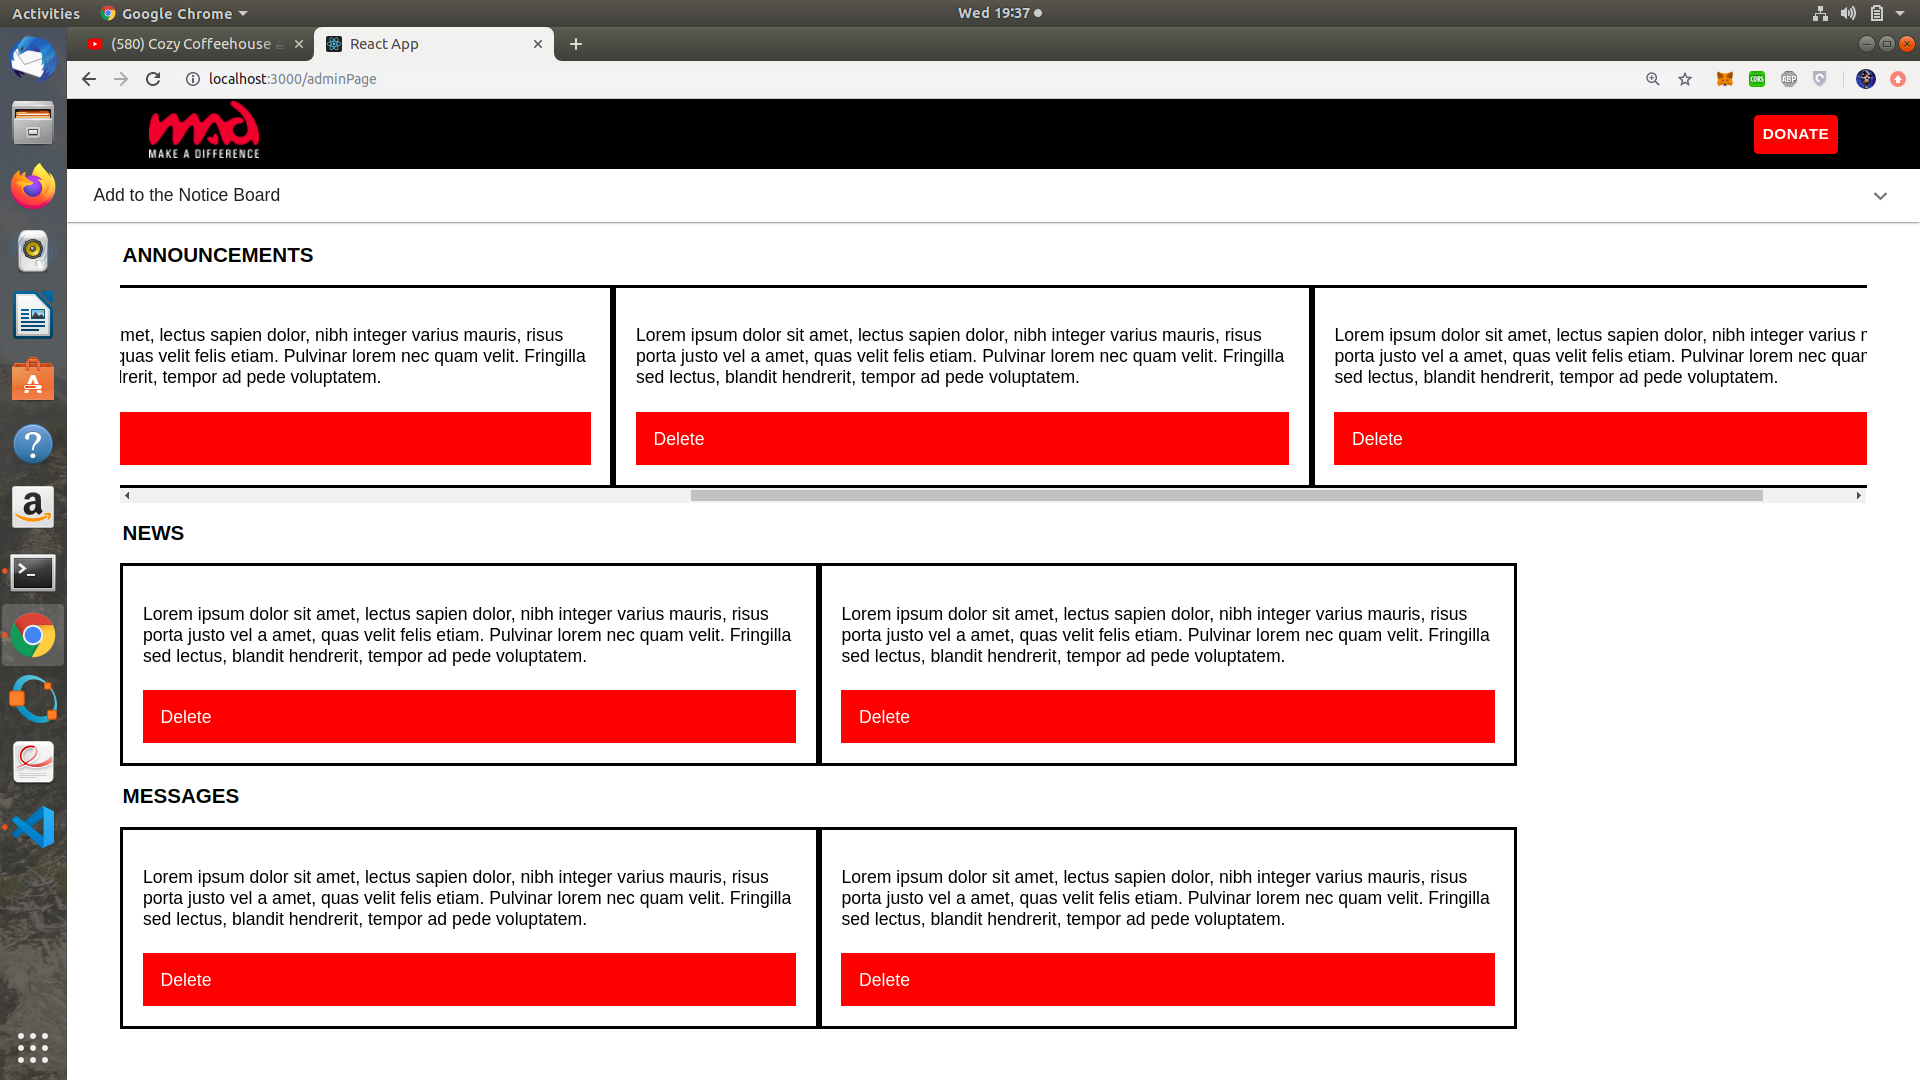 Activities Google Chrome Wed 19:37
(580) Cozy Coffeehouse React App
localhost:3000/adminPage CORS ABP
mad
MAKE A DIFFERENCE
DONATE
Add to the Notice Board
ANNOUNCEMENTS
met, lectus sapien dolor, nibh integer varius mauris, risus
quas velit felis etiam. Pulvinar lorem nec quam velit. Fringilla
drerit, tempor ad pede voluptatem.
Lorem ipsum dolor sit amet, lectus sapien dolor, nibh integer varius mauris, risus
porta justo vel a amet, quas velit felis etiam. Pulvinar lorem nec quam velit. Fringilla
sed lectus, blandit hendrerit, tempor ad pede voluptatem.
Delete
Lorem ipsum dolor sit amet, lectus sapien dolor, nibh integer varius
porta justo vel a amet, quas velit felis etiam. Pulvinar lorem nec quam
sed lectus, blandit hendrerit, tempor ad pede voluptatem.
Delete
NEWS
Lorem ipsum dolor sit amet, lectus sapien dolor, nibh integer varius mauris, risus
porta justo vel a amet, quas velit felis etiam. Pulvinar lorem nec quam velit. Fringilla
sed lectus, blandit hendrerit, tempor ad pede voluptatem.
Delete
Lorem ipsum dolor sit amet, lectus sapien dolor, nibh integer varius mauris, risus
porta justo vel a amet, quas velit felis etiam. Pulvinar lorem nec quam velit. Fringilla
sed lectus, blandit hendrerit, tempor ad pede voluptatem.
Delete
MESSAGES
Lorem ipsum dolor sit amet, lectus sapien dolor, nibh integer varius mauris, risus
porta justo vel a amet, quas velit felis etiam. Pulvinar lorem nec quam velit. Fringilla
sed lectus, blandit hendrerit, tempor ad pede voluptatem.
Delete
Lorem ipsum dolor sit amet, lectus sapien dolor, nibh integer varius mauris, risus
porta justo vel a amet, quas velit felis etiam. Pulvinar lorem nec quam velit. Fringilla
sed lectus, blandit hendrerit, tempor ad pede voluptatem.
Delete